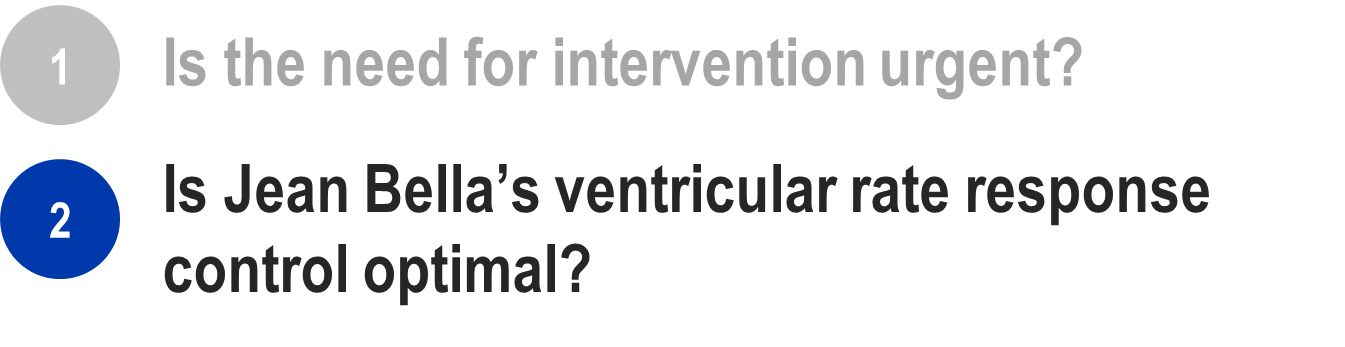 1 Is the need for intervention urgent?
2 Is Jean Bella’s ventricular rate response
control optimal?